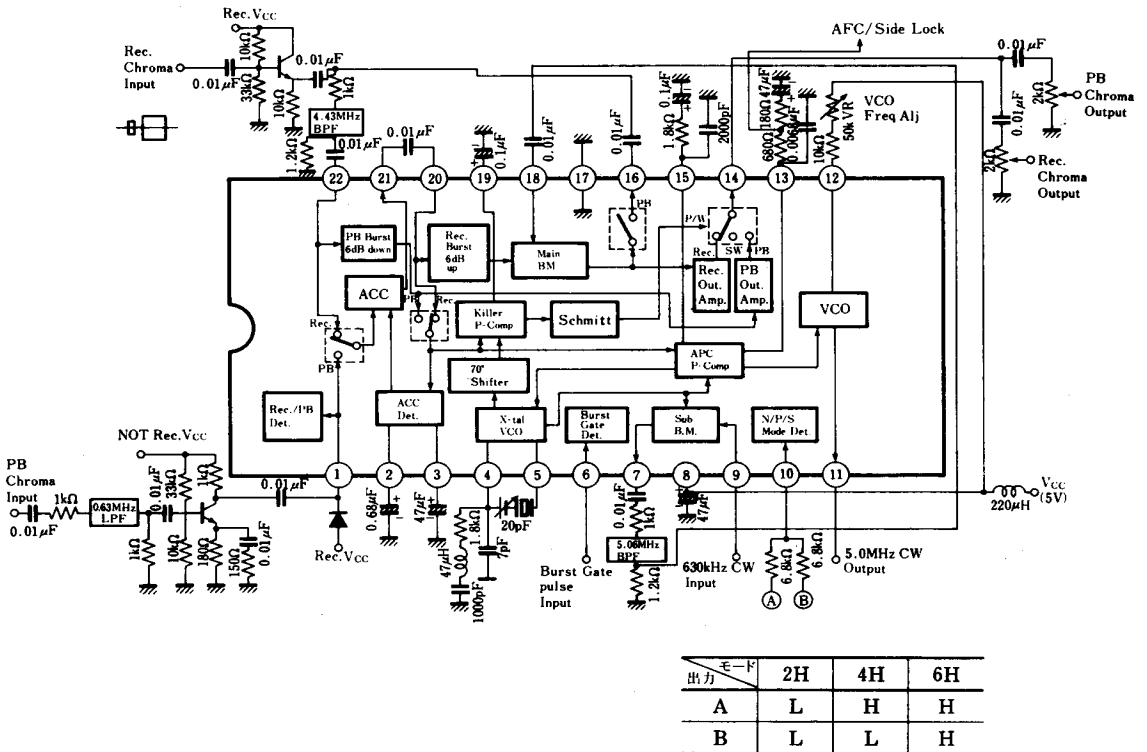 Rec. Vcc
AFC/Side Lock
Rec.
Chroma
Input
0.01µF
10kΩ
33kΩ
10kΩ
0.01µF
1kΩ
4.43MHz
BPF
1.2kΩ
0.01µF
0.01µF
0.1µF
0.01µF
0.01µF
0.1µF
1.8kΩ
2000pF
47µF
180Ω
680Ω
0.0068µF
VCO
Freq Alj
50k VR
10kΩ
0.01µF
2kΩ
PB
Chroma
Output
0.01µF
2kΩ
Rec.
Chroma
Output
22
21
20
19
18
17
16
15
14
13
12
PB Burst
6dB down
Rec.
Burst
6dB
up
Main
BM
PB
P/W
Rec.
SW
PB
Rec.
Out.
Amp.
PB
Out.
Amp.
VCO
ACC
PB
Rec.
Killer
P-Comp
Schmitt
Rec.
PB
APC
P-Comp
70°
Shifter
Rec./PB
Det.
ACC
Det.
X-tal
VCO
Burst
Gate
Det.
Sub
B.M.
N/P/S
Mode Det.
1
2
3
4
5
6
7
8
9
10
11
NOT Rec. Vcc
PB
Chroma
Input
0.01µF
1kΩ
0.63MHz
LPF
1kΩ
0.01µF
33kΩ
10kΩ
1kΩ
180Ω
150Ω
0.01µF
0.01µF
Rec. Vcc
0.68µF
47µF
1.8kΩ
47µH
1000pF
7pF
20pF
Burst Gate
pulse
Input
0.01µF
1kΩ
5.06MHz
BPF
1.2kΩ
47µF
630kHz CW
Input
6.8kΩ
6.8kΩ
A
B
5.0MHz CW
Output
220µH
Vcc
(5V)
出力 モード 2H 4H 6H
A L H H
B L L H